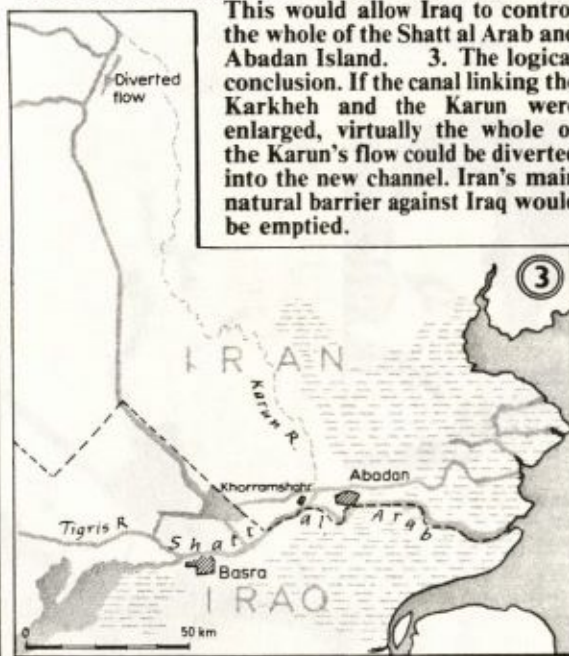 This would allow Iraq to contro
the whole of the Shatt al Arab and
Abadan Island. 3. The logica
conclusion. If the canal linking the
Karkheh and the Karun were
enlarged, virtually the whole o
the Karun's flow could be diverted
into the new channel. Iran's main
natural barrier against Iraq would
be emptied.
Diverted
flow
3
IRAN
Karun R.
Khorramshahr
Abadan
Tigris R
Shatt al Arab
Basra
IRAQ
0 50 km